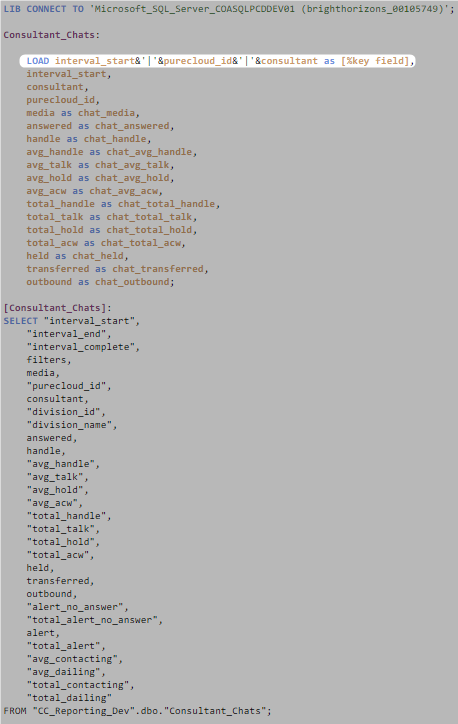 LIB CONNECT TO 'Microsoft_SQL_Server_COASQLPCDDEV01 (brighthorizons_00105749)';
Consultant_Chats:
LOAD interval_start&'|'&purecloud_id&'|'&consultant as [%key field],
interval_start,
consultant,
purecloud_id,
media as chat_media,
answered as chat_answered,
handle as chat_handle,
avg_handle as chat_avg_handle,
avg_talk as chat_avg_talk,
avg_hold as chat_avg_hold,
avg_acw as chat_avg_acw,
total_handle as chat_total_handle,
total_talk as chat_total_talk,
total_hold as chat_total_hold,
total_acw as chat_total_acw,
held as chat_held,
transferred as chat_transferred,
outbound as chat_outbound;
[Consultant_Chats]:
SELECT "interval_start",
"interval_end",
"interval_complete",
filters,
media,
"purecloud_id",
consultant,
"division_id",
"division_name",
answered,
handle,
"avg_handle",
"avg_talk",
"avg_hold",
"avg_acw",
"total_handle",
"total_talk",
"total_hold",
"total_acw",
held,
transferred,
outbound,
"alert_no_answer",
"total_alert_no_answer",
alert,
"total_alert",
"avg_contacting",
"avg_dailing",
"total_contacting",
"total_dailing"
FROM "CC_Reporting_Dev".dbo."Consultant_Chats";